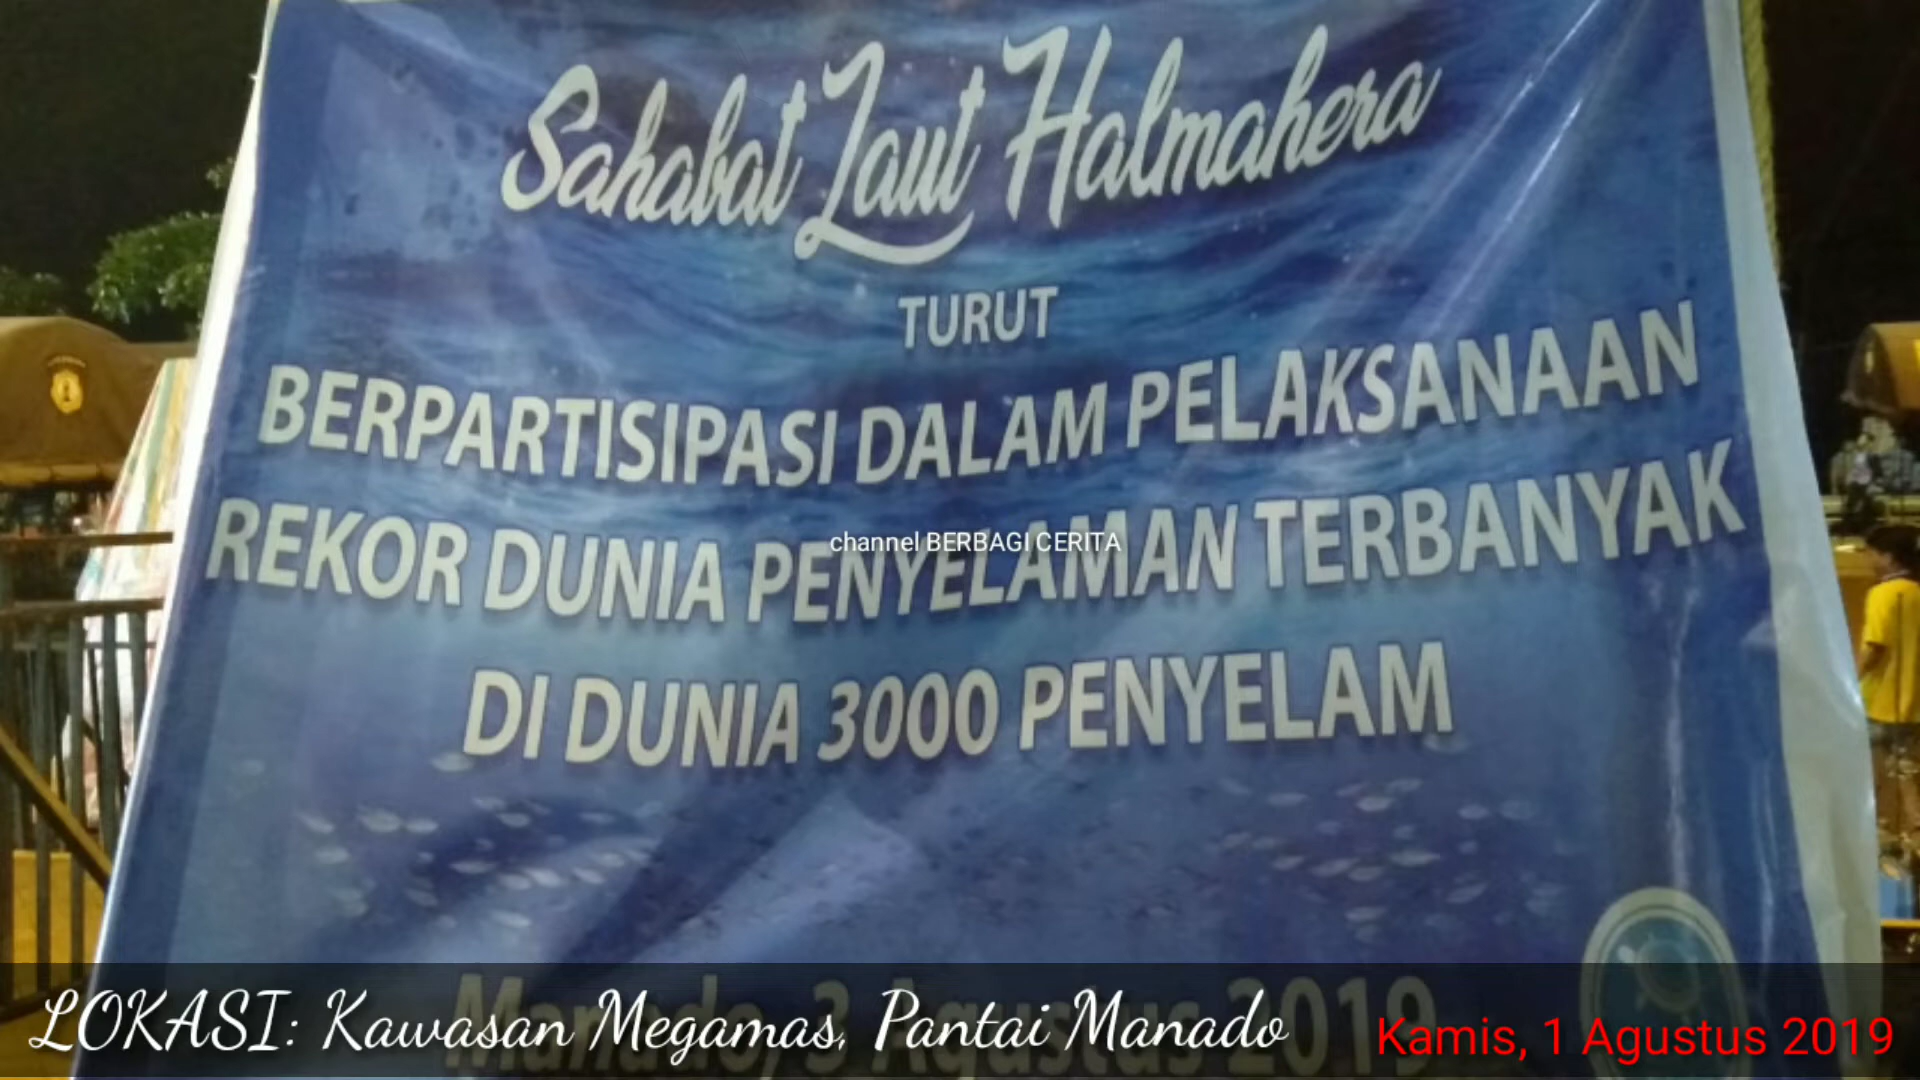 Sahabat Laut Halmahera
TURUT
BERPARTISIPASI DALAM PELAKSANAAN
REKOR DUNIA PENYELAMAN TERBANYAK
channel BERBAGI CERITA
DI DUNIA 3000 PENYELAM
Manado, 3 Agustus 2019
LOKASI: Kawasan Megamas, Pantai Manado
Kamis, 1 Agustus 2019